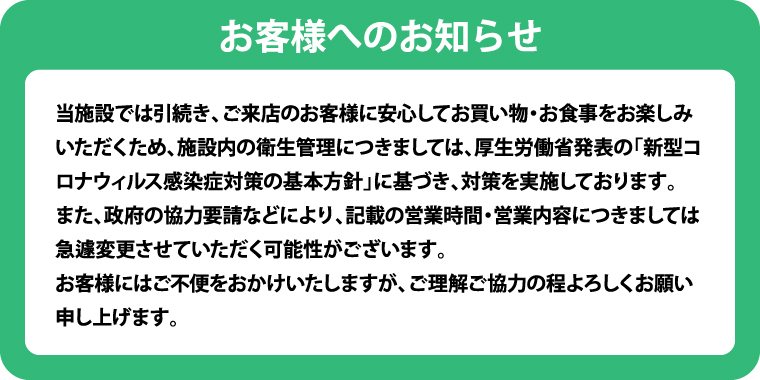 お客様へのお知らせ
当施設では引続き、ご来店のお客様に安心してお買い物・お食事をお楽しみ
いただくため、施設内の衛生管理につきましては、厚生労働省発表の「新型コ
ロナウィルス感染症対策の基本方針」に基づき、対策を実施しております。
また、政府の協力要請などにより、記載の営業時間・営業内容につきましては
急遽変更させていただく可能性がございます。
お客様にはご不便をおかけいたしますが、ご理解ご協力の程よろしくお願い
申し上げます。